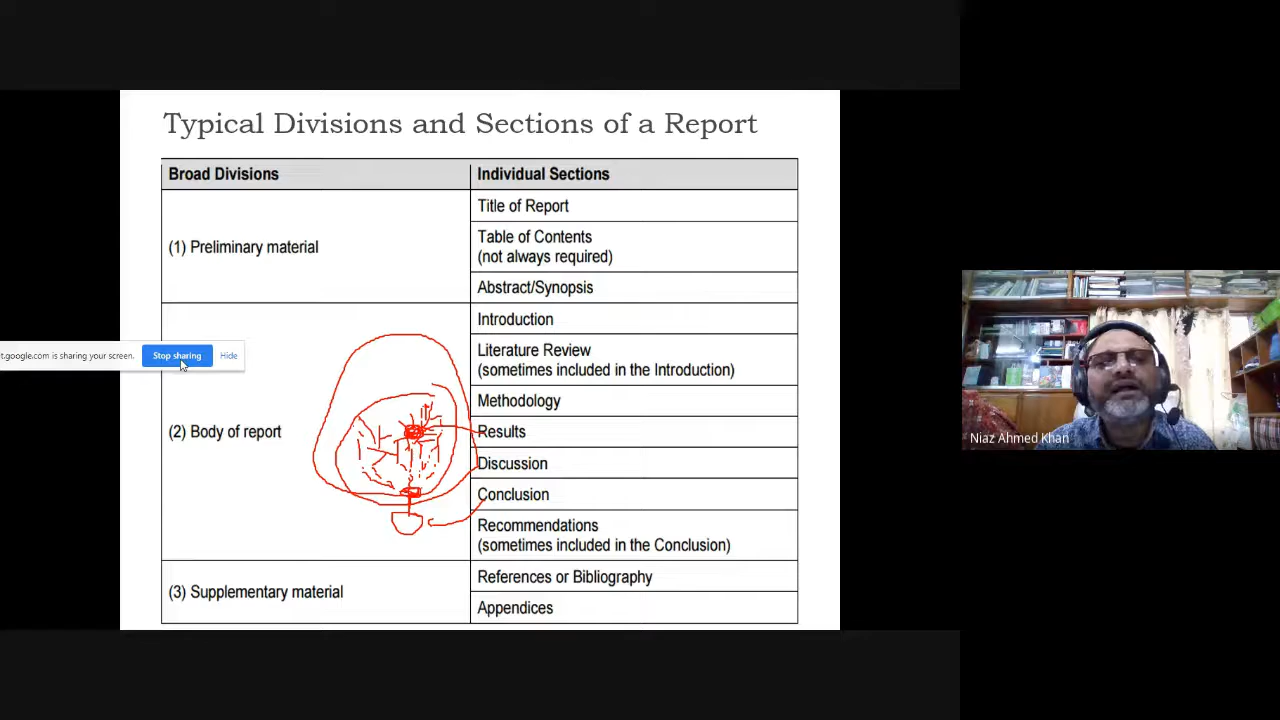 Typical Divisions and Sections of a Report
Broad Divisions
Individual Sections
(1) Preliminary material
Title of Report
Table of Contents
(not always required)
Abstract/Synopsis
(2) Body of report
Introduction
Literature Review
(sometimes included in the Introduction)
Methodology
Results
Discussion
Conclusion
Recommendations
(sometimes included in the Conclusion)
(3) Supplementary material
References or Bibliography
Appendices
t.google.com is sharing your screen.
Stop sharing
Hide
Niaz Ahmed Khan